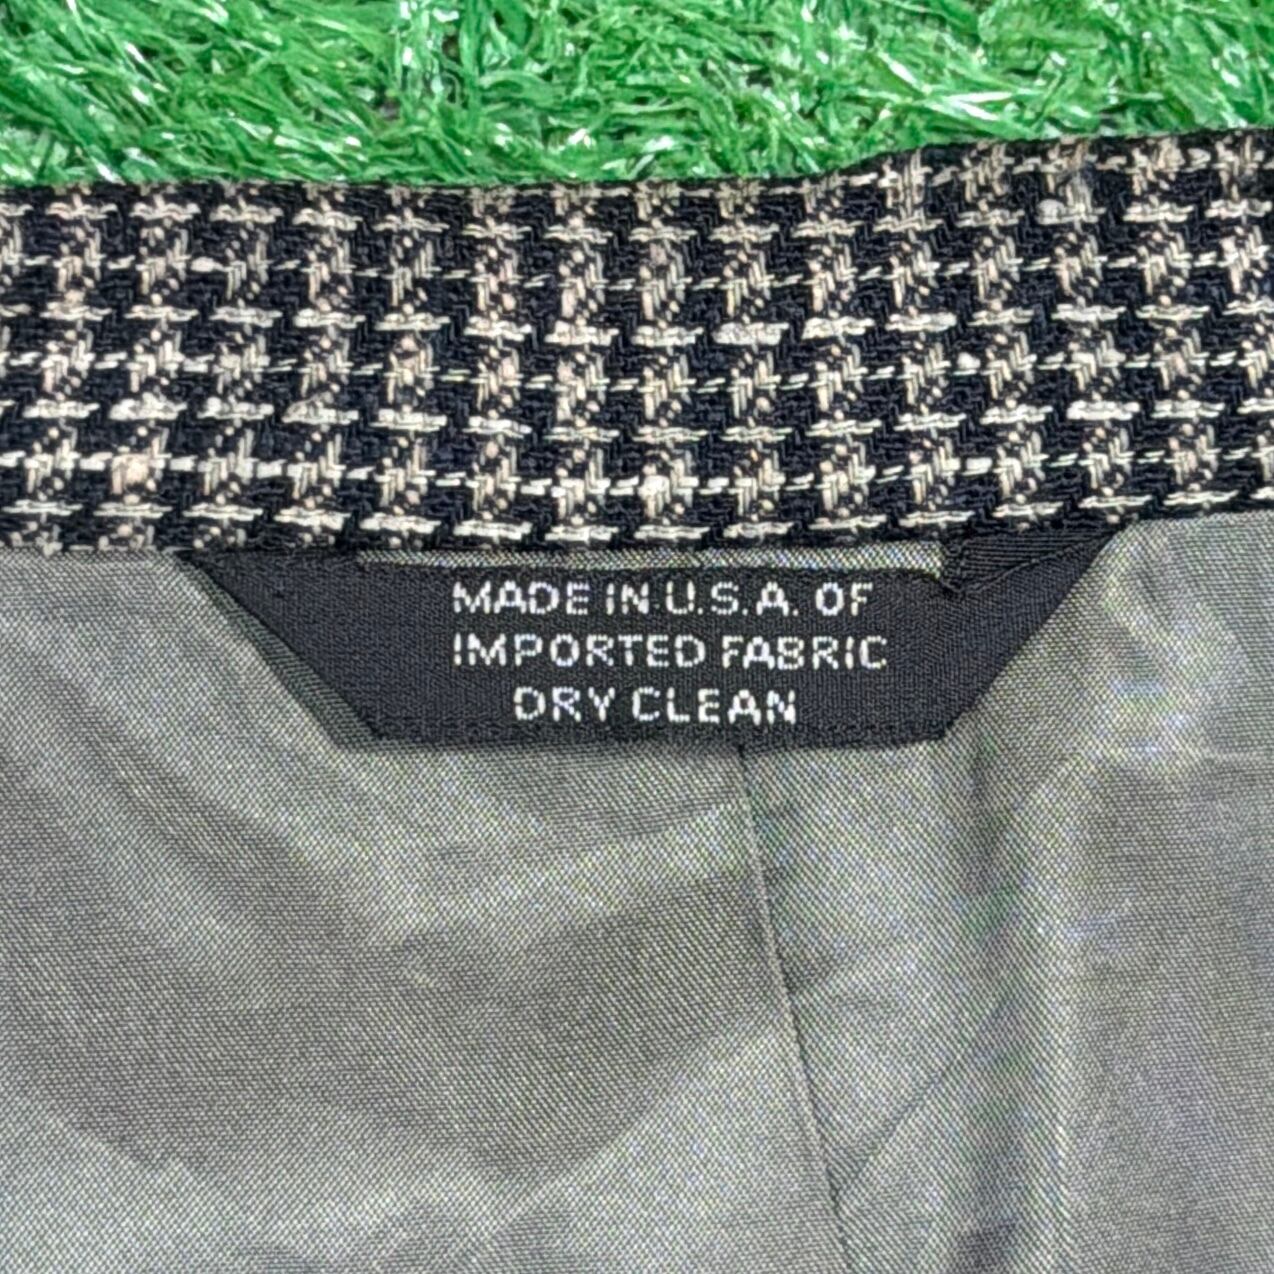 MADE IN U.S.A. OF
IMPORTED FABRIC
DRY CLEAN